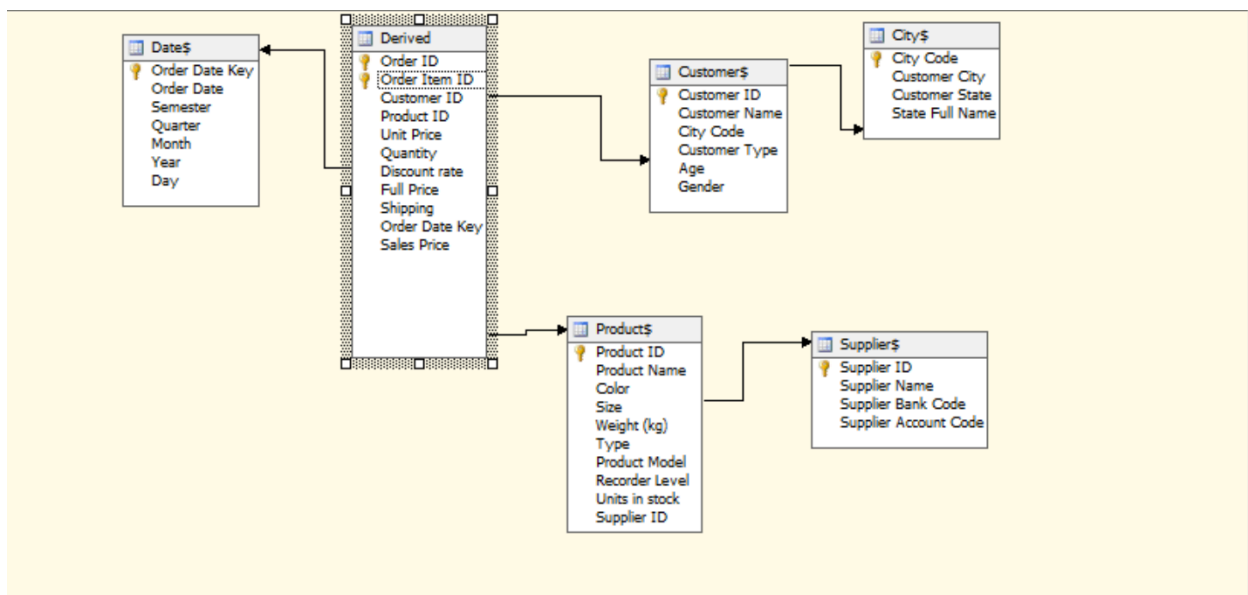 Date$
Order Date Key
Order Date
Semester
Quarter
Month
Year
Day
Derived
Order ID
Order Item ID
Customer ID
Product ID
Unit Price
Quantity
Discount rate
Full Price
Shipping
Order Date Key
Sales Price
Customer$
Customer ID
Customer Name
City Code
Customer Type
Age
Gender
City$
City Code
Customer City
Customer State
State Full Name
Product$
Product ID
Product Name
Color
Size
Weight (kg)
Type
Product Model
Recorder Level
Units in stock
Supplier ID
Supplier$
Supplier ID
Supplier Name
Supplier Bank Code
Supplier Account Code